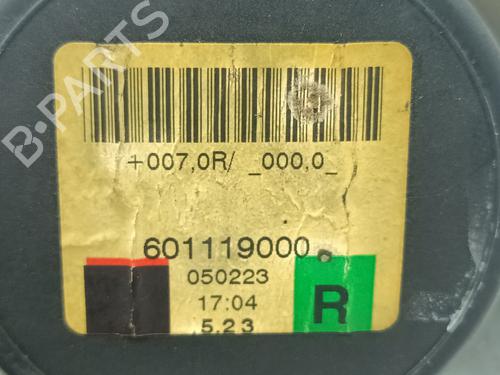 B-PARTS
+007,0R/ _000,0_
601119000
050223
17:04
5.23
R